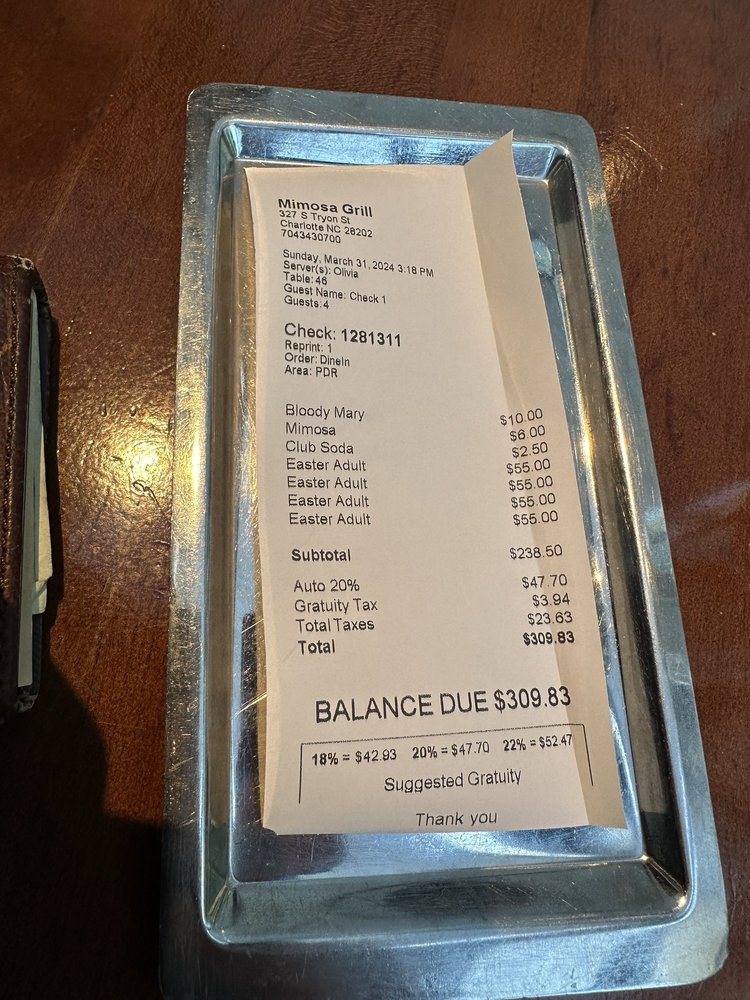 Mimosa Grill
327 S Tryon St
Charlotte NC 28202
7043430700
Sunday, March 31, 2024 3:18 PM
Server(s): Olivia
Table: 46
Guest Name: Check 1
Guests: 4
Check: 1281311
Reprint: 1
Order: DineIn
Area: PDR
Bloody Mary $10.00
Mimosa $6.00
Club Soda $2.50
Easter Adult $55.00
Easter Adult $55.00
Easter Adult $55.00
Easter Adult $55.00
Subtotal $238.50
Auto 20% $47.70
Gratuity Tax $3.94
Total Taxes $23.63
Total $309.83
BALANCE DUE $309.83
18% = $42.93 20% = $47.70 22% = $52.47
Suggested Gratuity
Thank you